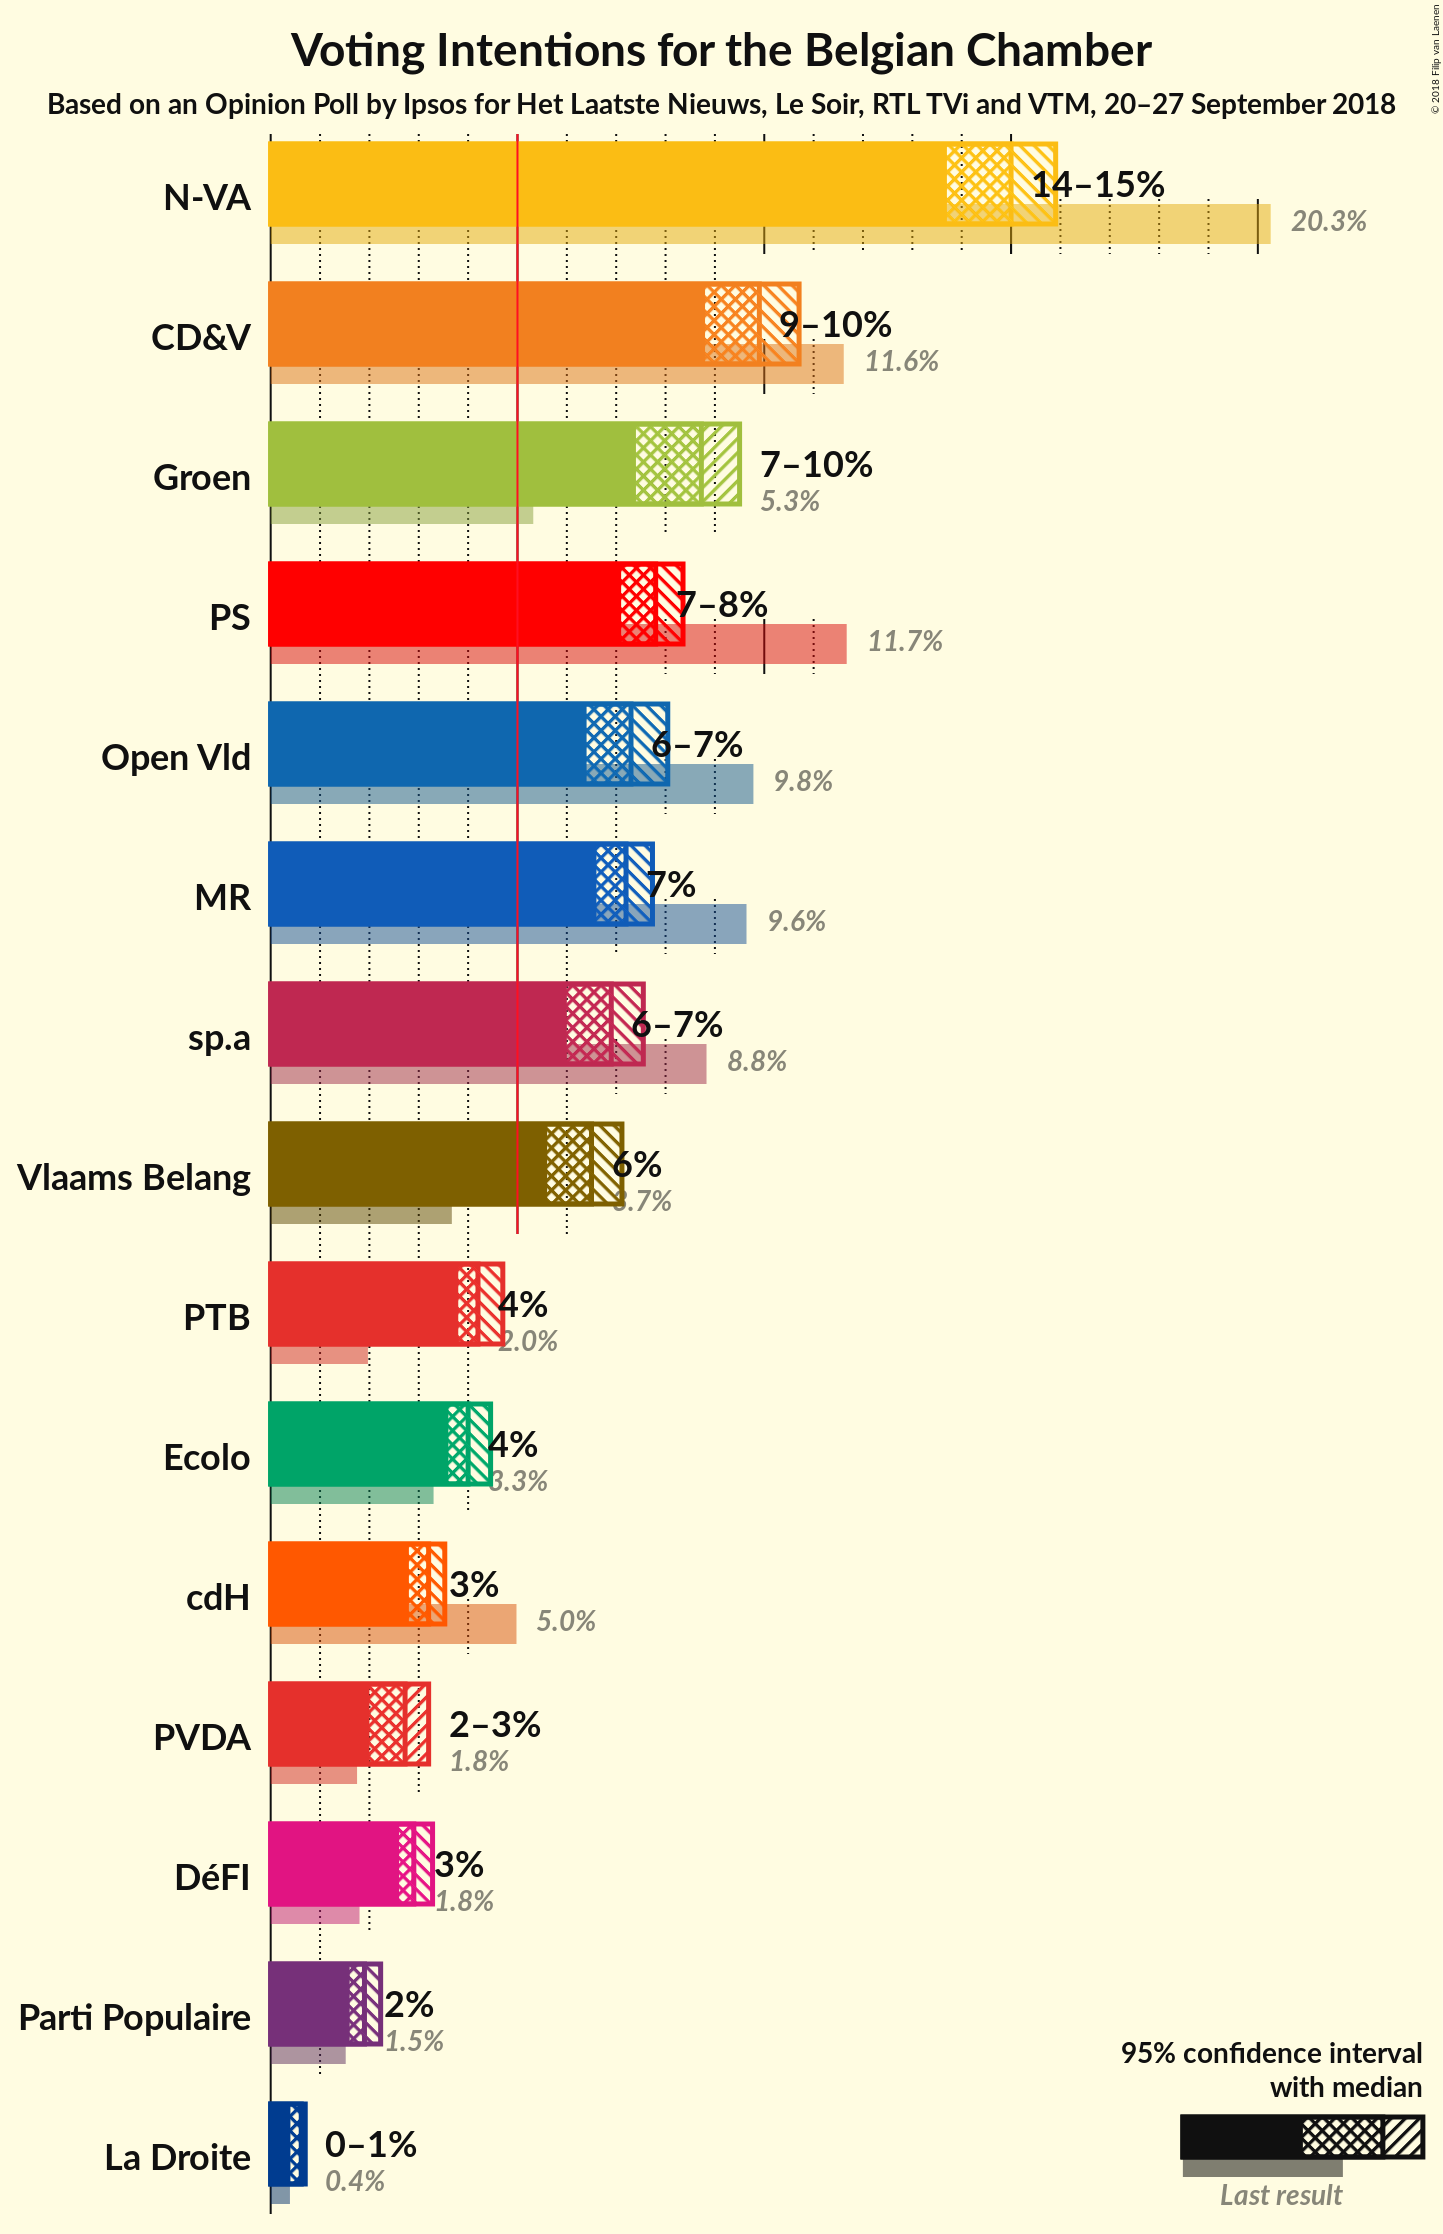 Voting Intentions for the Belgian Chamber
Based on an Opinion Poll by Ipsos for Het Laatste Nieuws, Le Soir, RTL TVi and VTM, 20–27 September 2018
© 2018 Filip van Laenen
N-VA
14–15%
20.3%
CD&V
9–10%
11.6%
Groen
7–10%
5.3%
PS
7–8%
11.7%
Open Vld
6–7%
9.8%
MR
7%
9.6%
sp.a
6–7%
8.8%
Vlaams Belang
6%
3.7%
PTB
4%
2.0%
Ecolo
4%
3.3%
cdH
3%
5.0%
PVDA
2–3%
1.8%
DéFI
3%
1.8%
Parti Populaire
2%
1.5%
La Droite
0–1%
0.4%
95% confidence interval
with median
Last result